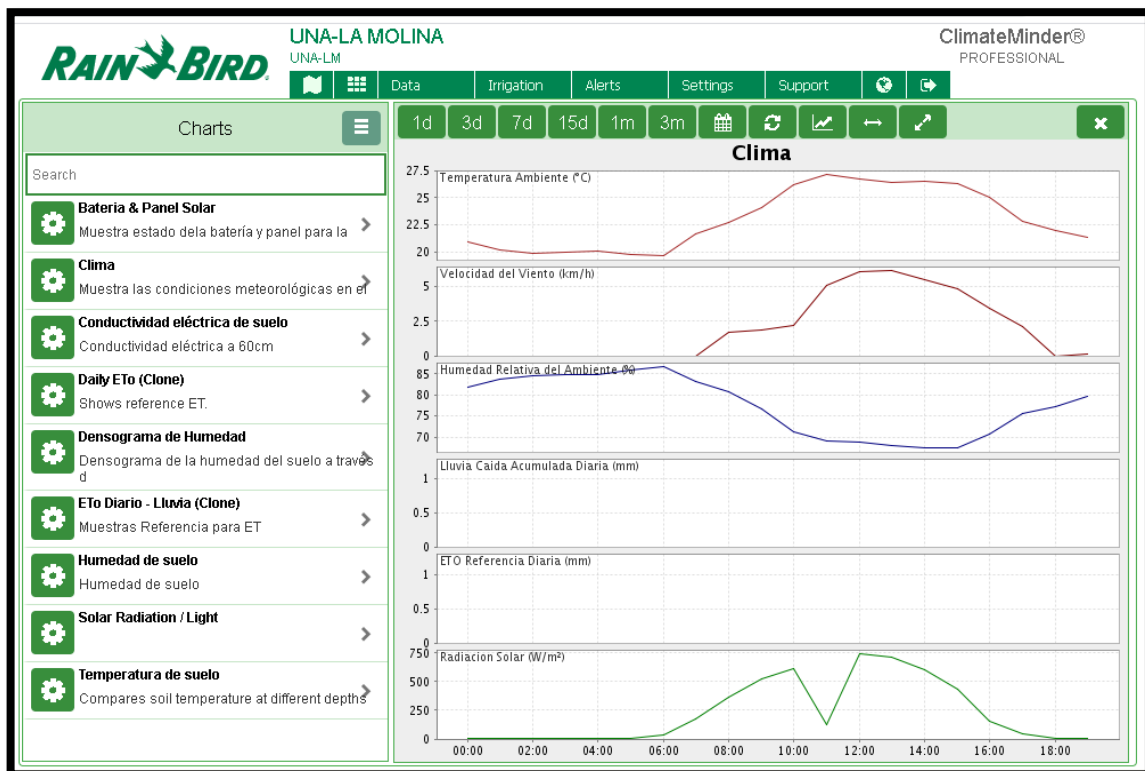 RAIN BIRD.
UNA-LA MOLINA
UNA-LM
ClimateMinder®
PROFESSIONAL
Data Irrigation Alerts Settings Support
Charts
Search
Bateria & Panel Solar
Muestra estado dela batería y panel para la
Clima
Muestra las condiciones meteorológicas en el
Conductividad eléctrica de suelo
Conductividad eléctrica a 60cm
Daily ETo (Clone)
Shows reference ET.
Densograma de Humedad
Densograma de la humedad del suelo a traves
d
ETo Diario - Lluvia (Clone)
Muestras Referencia para ET
Humedad de suelo
Humedad de suelo
Solar Radiation / Light
Temperatura de suelo
Compares soil temperature at different depths
1d 3d 7d 15d 1m 3m
Clima
Temperatura Ambiente (°C)
27.5
25
22.5
20
Velocidad del Viento (km/h)
5
2.5
0
Humedad Relativa del Ambiente (%)
85
80
75
70
Lluvia Caida Acumulada Diaria (mm)
1
0.5
0
ETO Referencia Diaria (mm)
1
0.5
0
Radiacion Solar (W/m²)
750
500
250
0
00:00 02:00 04:00 06:00 08:00 10:00 12:00 14:00 16:00 18:00